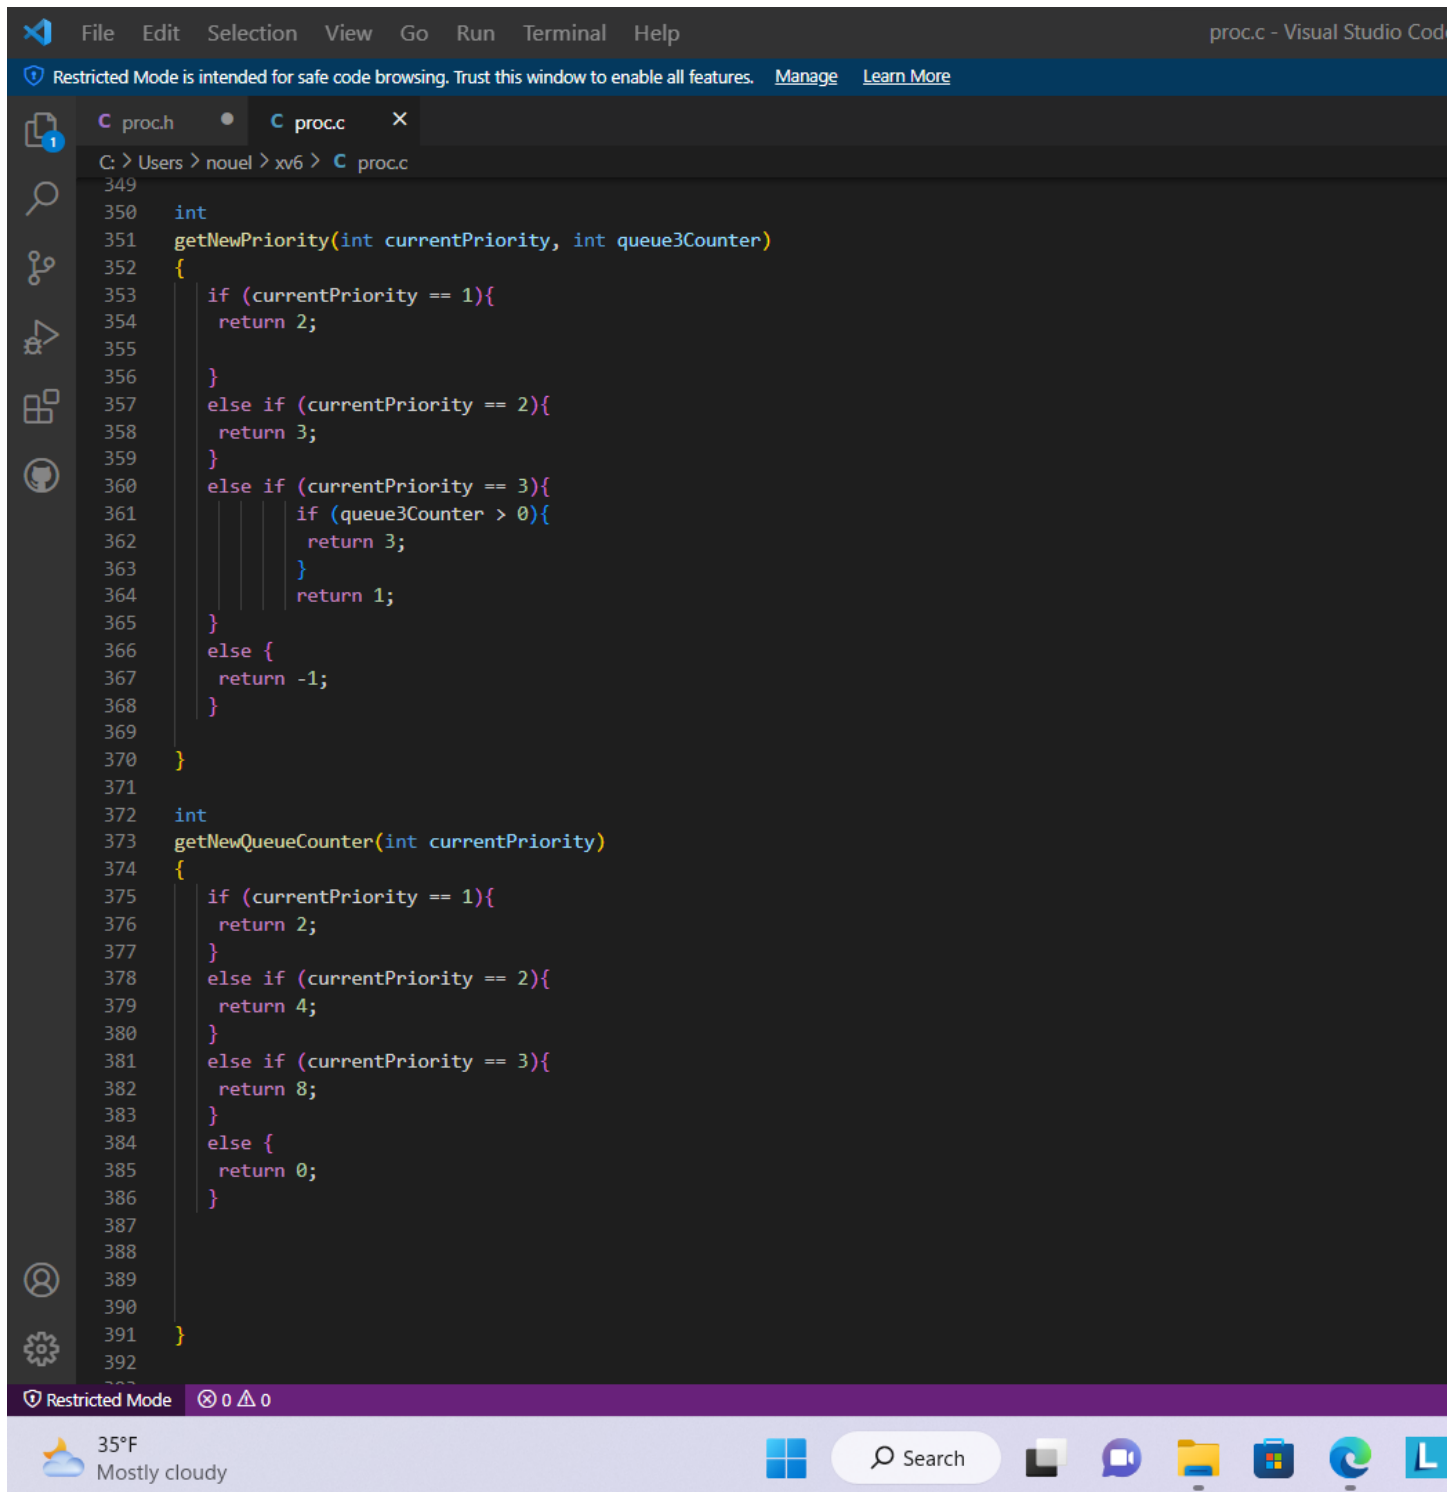 File Edit Selection View Go Run Terminal Help proc.c - Visual Studio Cod
Restricted Mode is intended for safe code browsing. Trust this window to enable all features. Manage Learn More
C proc.h C proc.c
1
C: > Users > nouel > xv6 > C proc.c
349
350 int
351 getNewPriority(int currentPriority, int queue3Counter)
352 {
353 if (currentPriority == 1){
354 return 2;
355
356 }
357 else if (currentPriority == 2){
358 return 3;
359 }
360 else if (currentPriority == 3){
361 if (queue3Counter > 0){
362 return 3;
363 }
364 return 1;
365 }
366 else {
367 return -1;
368 }
369
370 }
371
372 int
373 getNewQueueCounter(int currentPriority)
374 {
375 if (currentPriority == 1){
376 return 2;
377 }
378 else if (currentPriority == 2){
379 return 4;
380 }
381 else if (currentPriority == 3){
382 return 8;
383 }
384 else {
385 return 0;
386 }
387
388
389
390
391 }
392
Restricted Mode 0 0
35°F
Mostly cloudy
Search
L